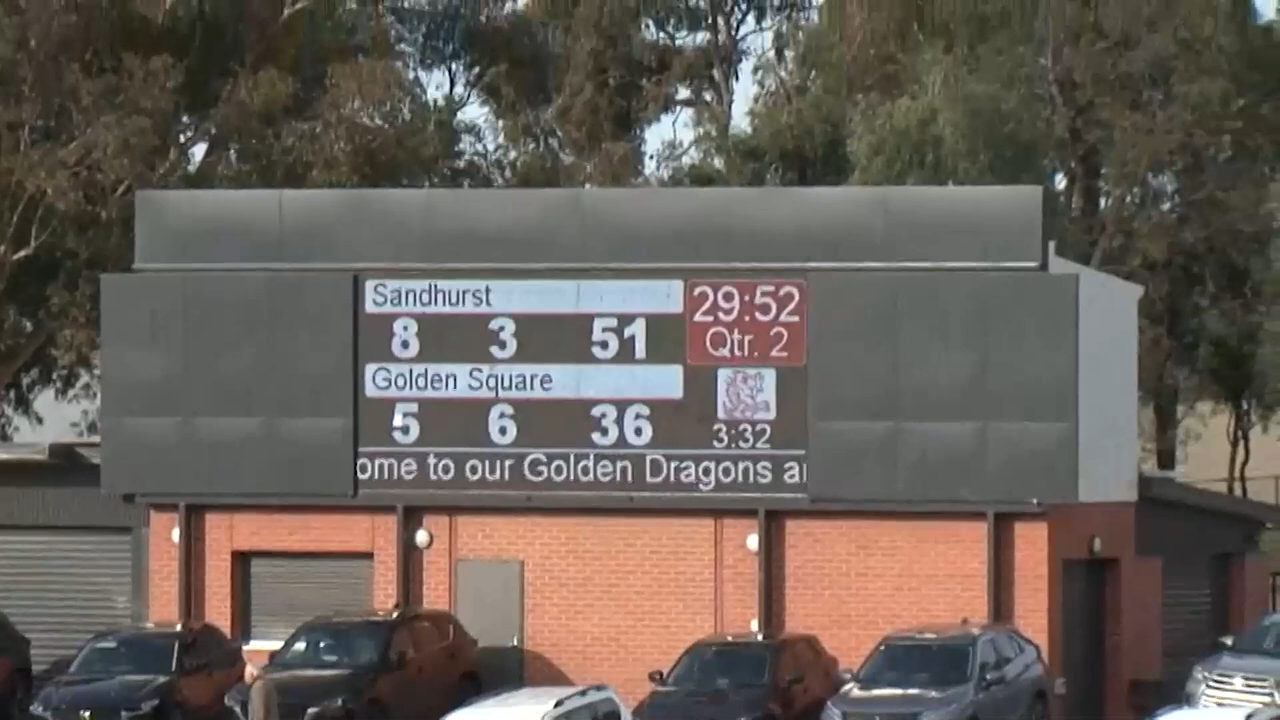 Sandhurst
8 3 51
29:52
Qtr. 2
Golden Square
5 6 36
3:32
ome to our Golden Dragons a